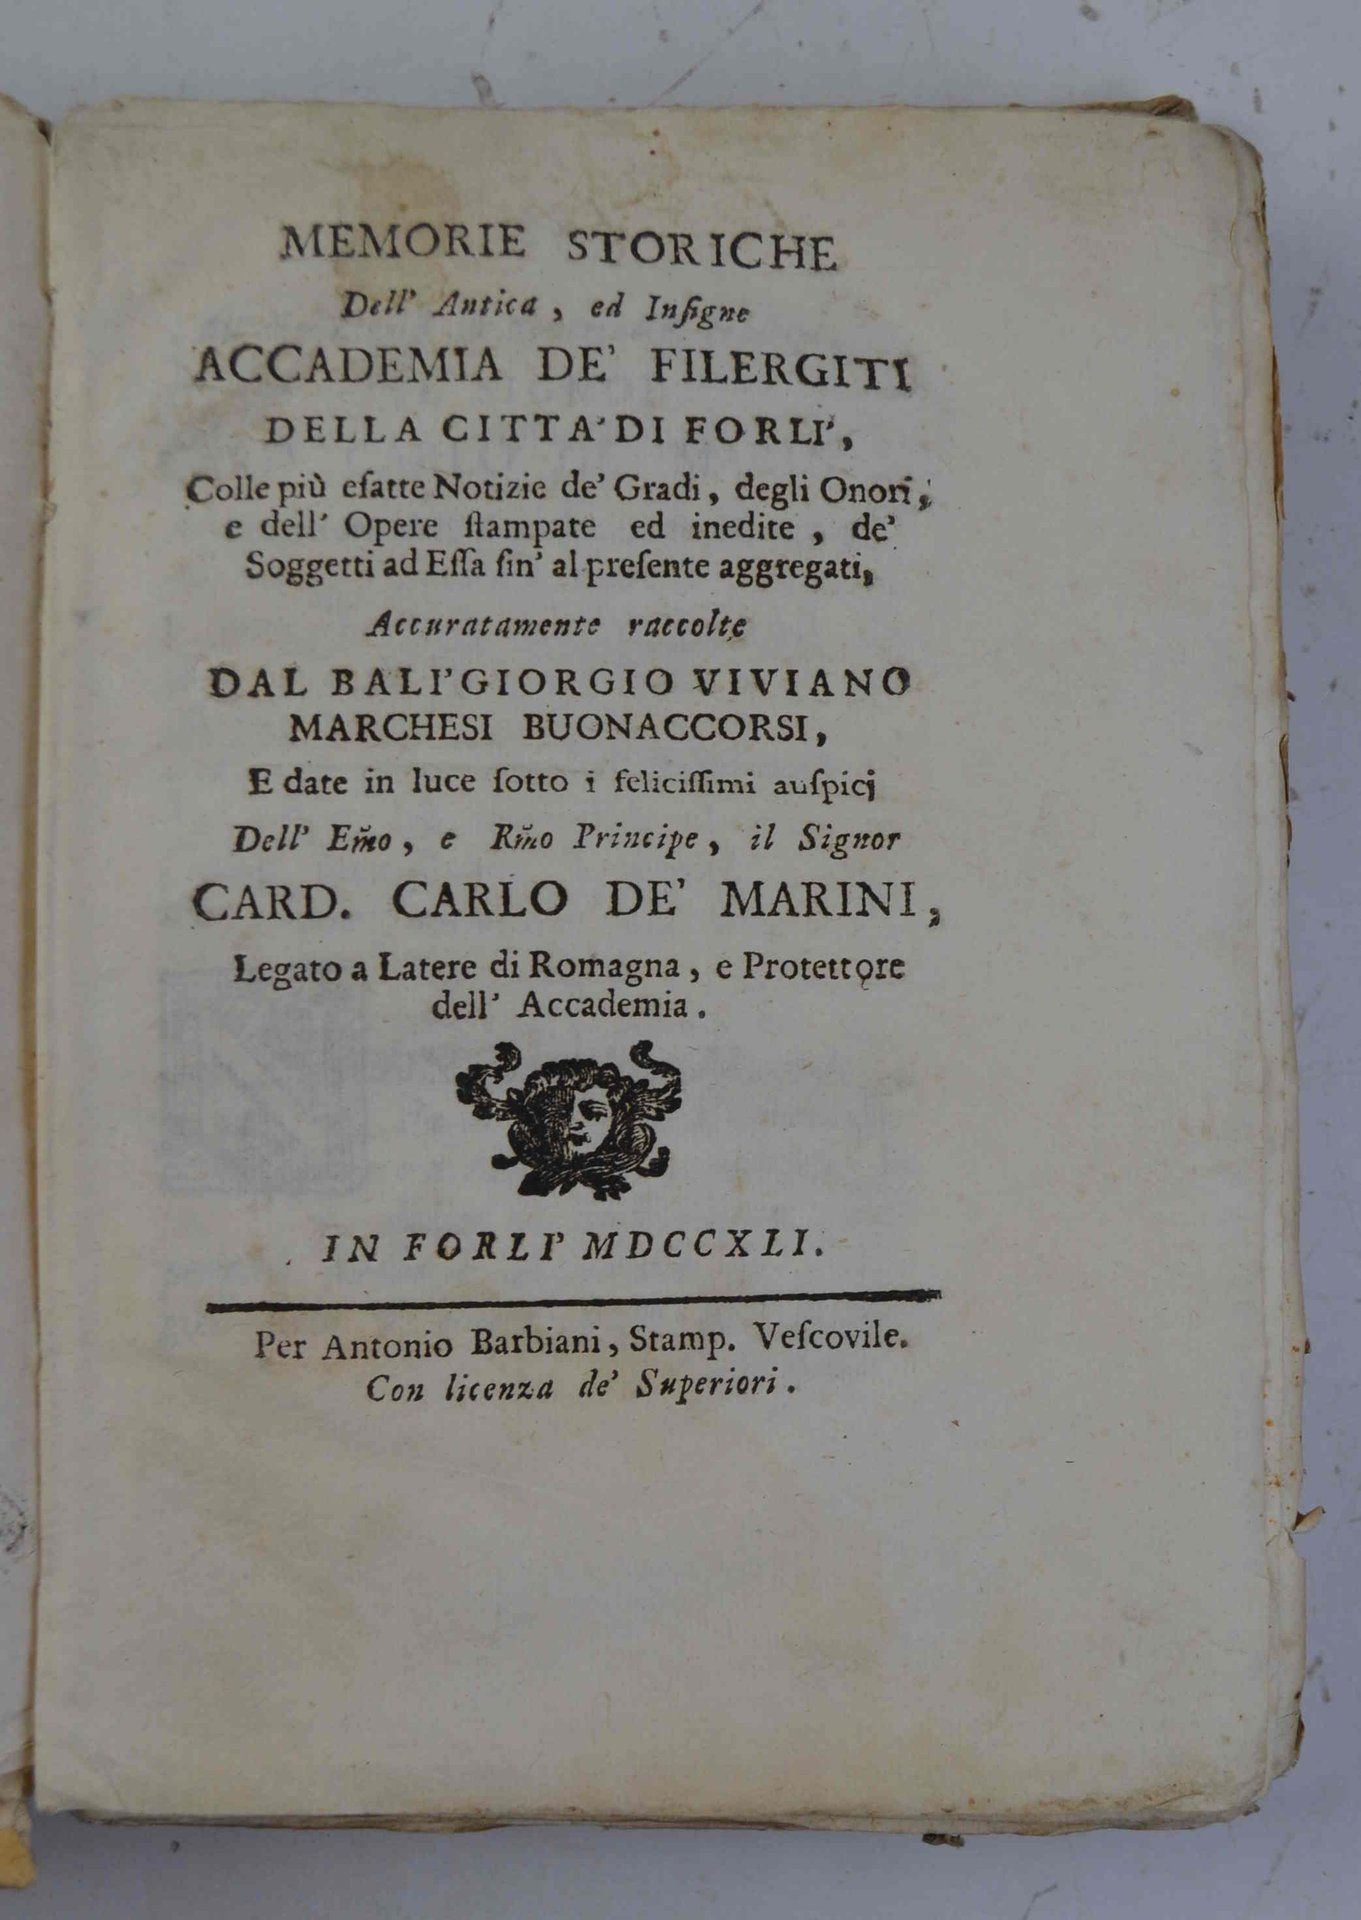 MEMORIE STORICHE
Dell' Antica, ed Inſigne
ACCADEMIA DE' FILERGITI
DELLA CITTA' DI FORLI',
Colle più eſatte Notizie de' Gradi, degli Onori,
e dell' Opere ſtampate ed inedite, de'
Soggetti ad Eſſa ſin' al preſente aggregati,
Accuratamente raccolte
DAL BALI' GIORGIO VIVIANO
MARCHESI BUONACCORSI,
E date in luce ſotto i feliciſſimi auſpicj
Dell' Em̃o, e Rm̃o Principe, il Signor
CARD. CARLO DE' MARINI,
Legato a Latere di Romagna, e Protettore
dell' Accademia.
IN FORLI' MDCCXLI.
Per Antonio Barbiani, Stamp. Veſcovile.
Con licenza de' Superiori.